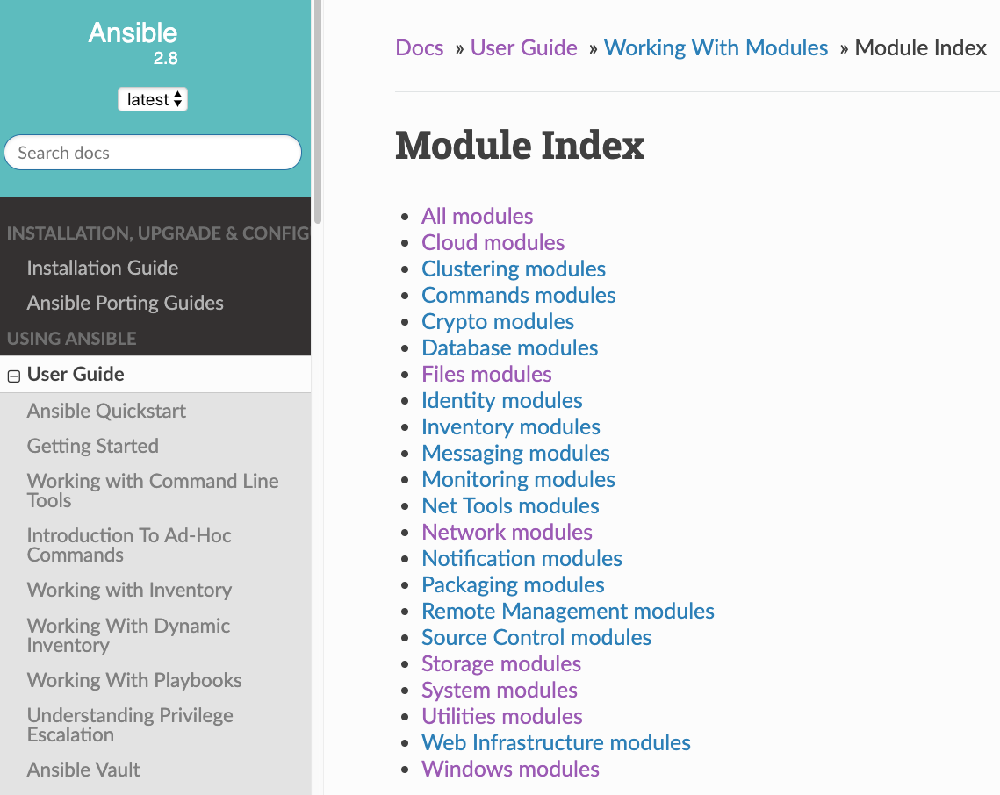 Ansible
2.8
latest
Search docs
INSTALLATION, UPGRADE & CONFIG
Installation Guide
Ansible Porting Guides
USING ANSIBLE
User Guide
Ansible Quickstart
Getting Started
Working with Command Line
Tools
Introduction To Ad-Hoc
Commands
Working with Inventory
Working With Dynamic
Inventory
Working With Playbooks
Understanding Privilege
Escalation
Ansible Vault
Docs » User Guide » Working With Modules » Module Index
Module Index
• All modules
• Cloud modules
• Clustering modules
• Commands modules
• Crypto modules
• Database modules
• Files modules
• Identity modules
• Inventory modules
• Messaging modules
• Monitoring modules
• Net Tools modules
• Network modules
• Notification modules
• Packaging modules
• Remote Management modules
• Source Control modules
• Storage modules
• System modules
• Utilities modules
• Web Infrastructure modules
• Windows modules